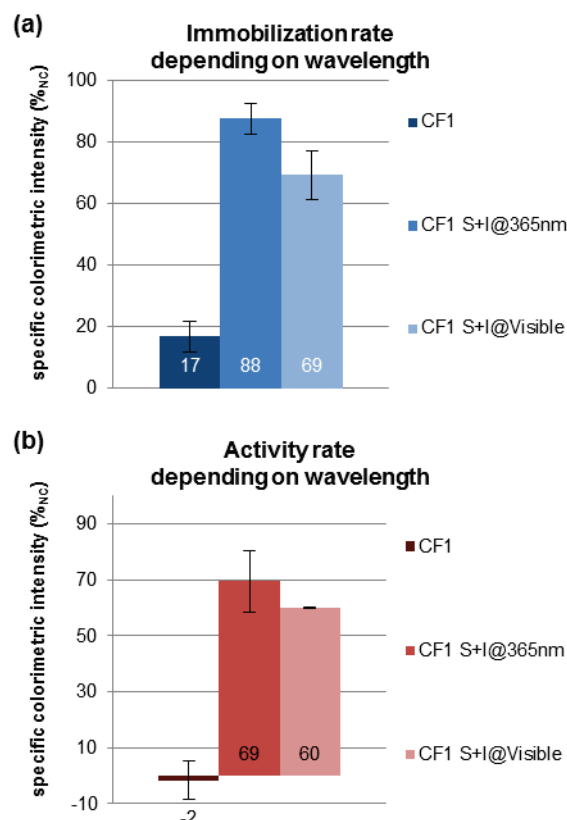 (a)
Immobilization rate
depending on wavelength
specific colorimetric intensity (%NC)
100
80
60
40
20
0
17
88
69
CF1
CF1 S+I@365nm
CF1 S+I@Visible
(b)
Activity rate
depending on wavelength
specific colorimetric intensity (%NC)
90
70
50
30
10
-10
-2
69
60
CF1
CF1 S+I@365nm
CF1 S+I@Visible